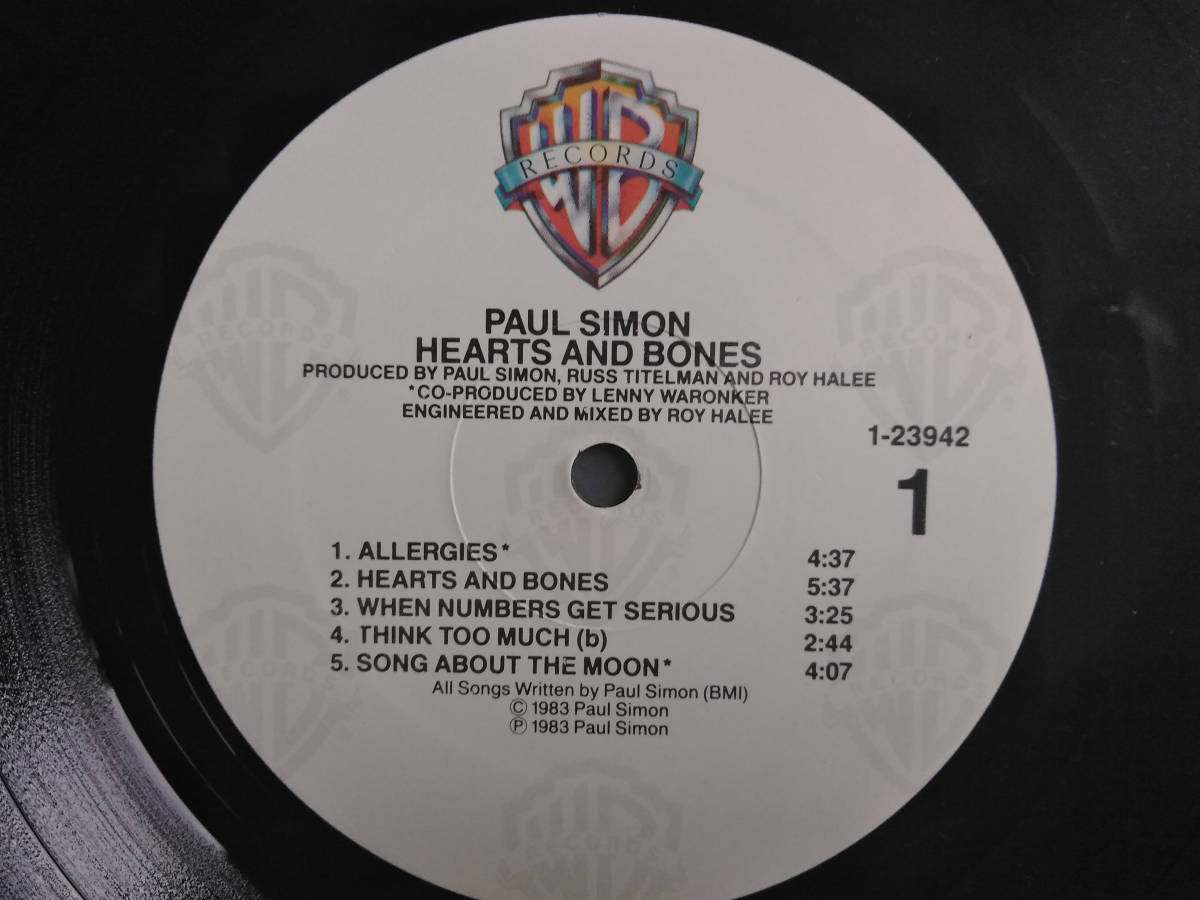 WB
RECORDS
PAUL SIMON
HEARTS AND BONES
PRODUCED BY PAUL SIMON, RUSS TITELMAN AND ROY HALEE
*CO-PRODUCED BY LENNY WARONKER
ENGINEERED AND MIXED BY ROY HALEE
1-23942
1
1. ALLERGIES* 4:37
2. HEARTS AND BONES 5:37
3. WHEN NUMBERS GET SERIOUS 3:25
4. THINK TOO MUCH (b) 2:44
5. SONG ABOUT THE MOON* 4:07
All Songs Written by Paul Simon (BMI)
© 1983 Paul Simon
℗ 1983 Paul Simon